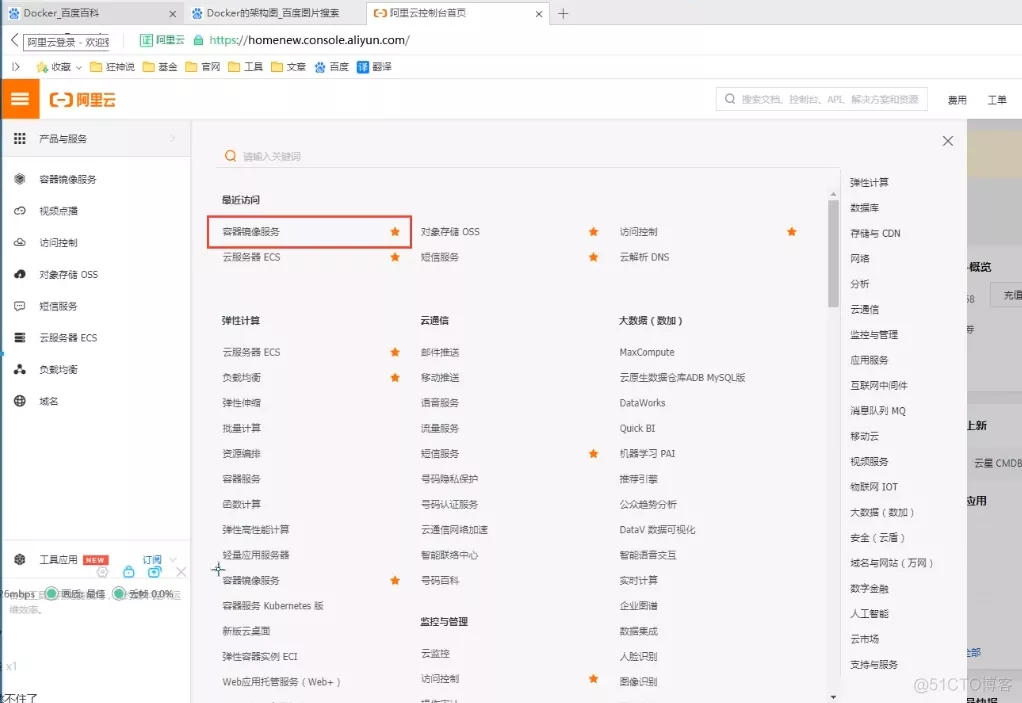 Docker_百度百科
Docker的架构图_百度图片搜索
阿里云控制台首页
阿里云登录 - 欢迎登
证 阿里云
https://homenew.console.aliyun.com/
收藏 狂神说 基金 官网 工具 文章 百度 译 翻译
阿里云
搜索文档、控制台、API、解决方案和资源
费用 工单
产品与服务
容器镜像服务
视频点播
访问控制
对象存储 OSS
短信服务
云服务器 ECS
负载均衡
域名
工具应用 NEW 订阅
26mbps 画质 最佳 丢帧 0.0%
维效率。
x1
不住了
请输入关键词
最近访问
容器镜像服务 对象存储 OSS 访问控制
云服务器 ECS 短信服务 云解析 DNS
弹性计算
云服务器 ECS
负载均衡
弹性伸缩
批量计算
资源编排
容器服务
函数计算
弹性高性能计算
轻量应用服务器
容器镜像服务
容器服务 Kubernetes 版
新版云桌面
弹性容器实例 ECI
Web应用托管服务（Web+）
云通信
邮件推送
移动推送
语音服务
流量服务
短信服务
号码隐私保护
号码认证服务
云通信网络加速
智能联络中心
号码百科
监控与管理
云监控
访问控制
大数据（数加）
MaxCompute
云原生数据仓库ADB MySQL版
DataWorks
Quick BI
机器学习 PAI
推荐引擎
公众趋势分析
DataV 数据可视化
智能语音交互
实时计算
企业图谱
数据集成
人脸识别
图像识别
弹性计算
数据库
存储与 CDN
网络
分析
云通信
监控与管理
应用服务
互联网中间件
消息队列 MQ
移动云
视频服务
物联网 IOT
大数据（数加）
安全（云盾）
域名与网站（万网）
数字金融
人工智能
云市场
支持与服务
概览
58 充值
券
上新
云星 CMDB
应用
全部
@51CTO博客